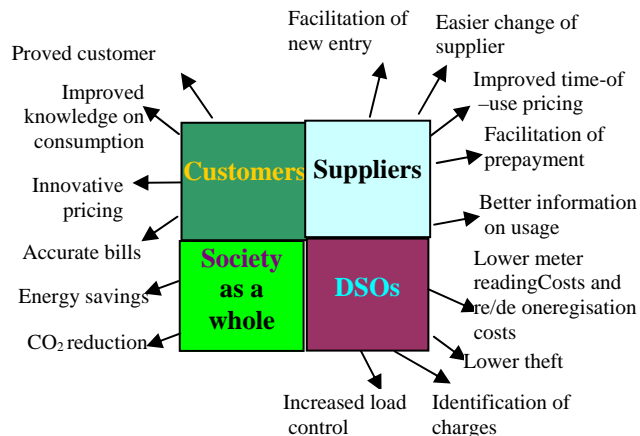 Facilitation of
new entry
Easier change of
supplier
Proved customer
Improved time-of
–use pricing
Improved
knowledge on
consumption
Facilitation of
prepayment
Customers
Suppliers
Innovative
pricing
Better information
on usage
Accurate bills
Society
as a
whole
DSOs
Lower meter
readingCosts and
re/de oneregisation
costs
Energy savings
CO₂ reduction
Lower theft
Increased load
control
Identification of
charges